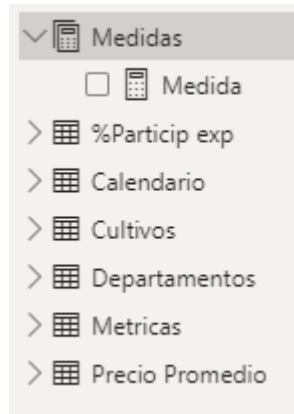 Medidas
Medida
%Particip exp
Calendario
Cultivos
Departamentos
Metricas
Precio Promedio